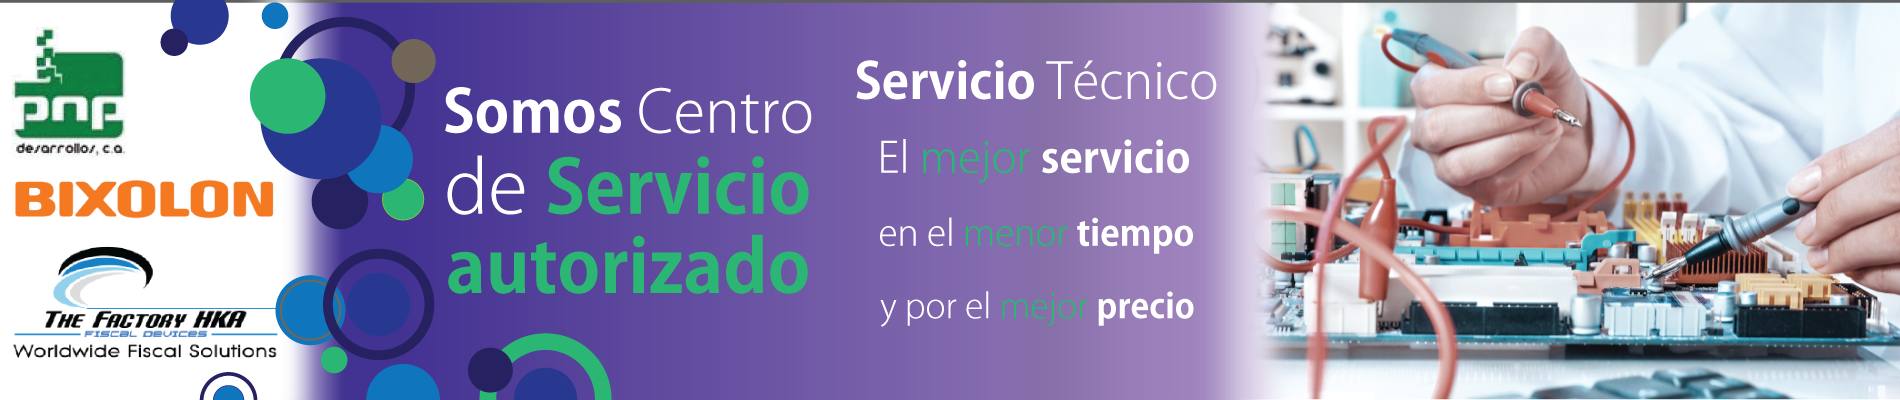 pnp
desarrollos, c.a.
BIXOLON
THE FACTORY HKA
FISCAL DEVICES
Worldwide Fiscal Solutions
Somos Centro
de Servicio
autorizado
Servicio Técnico
El mejor servicio
en el menor tiempo
y por el mejor precio